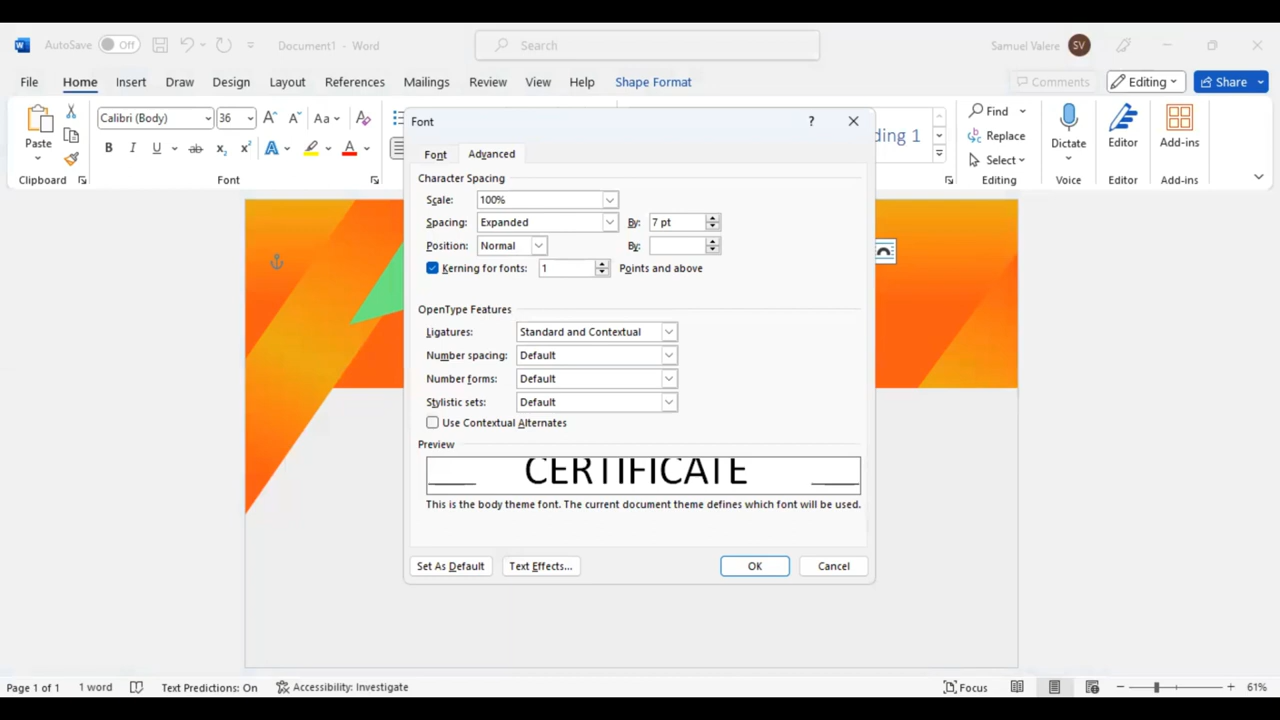 AutoSave Off Document1 - Word Search Samuel Valere SV
File Home Insert Draw Design Layout References Mailings Review View Help Shape Format Comments Editing Share
Paste Calibri (Body) 36 Aa
B I U ab x₂ x² A A
Clipboard Font
Font
Font Advanced
Character Spacing
Scale: 100%
Spacing: Expanded By: 7 pt
Position: Normal By:
Kerning for fonts: 1 Points and above
OpenType Features
Ligatures: Standard and Contextual
Number spacing: Default
Number forms: Default
Stylistic sets: Default
Use Contextual Alternates
Preview
CERTIFICATE
This is the body theme font. The current document theme defines which font will be used.
Set As Default Text Effects... OK Cancel
ding 1
Find
Replace
Select
Editing
Dictate
Voice
Editor
Editor
Add-ins
Add-ins
Page 1 of 1 1 word Text Predictions: On Accessibility: Investigate Focus 61%